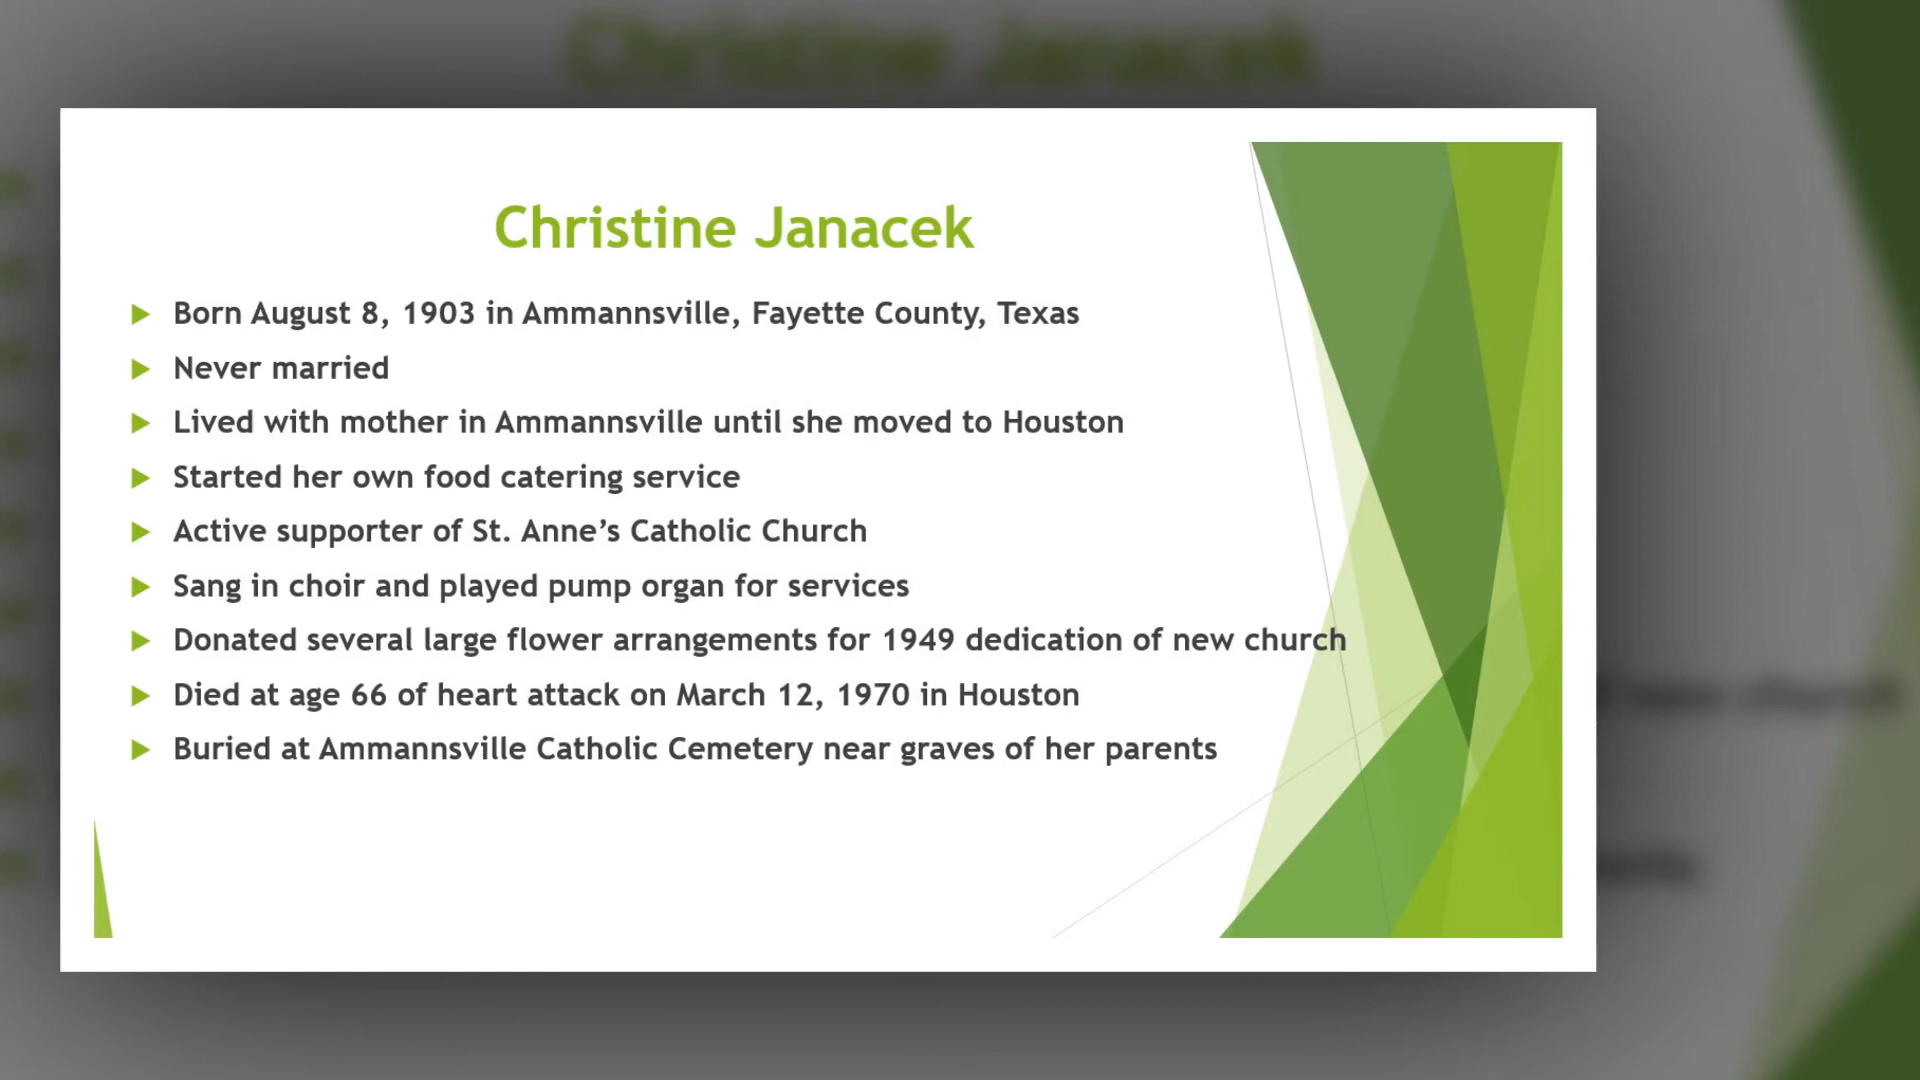 Christine Janacek
Born August 8, 1903 in Ammannsville, Fayette County, Texas
Never married
Lived with mother in Ammannsville until she moved to Houston
Started her own food catering service
Active supporter of St. Anne’s Catholic Church
Sang in choir and played pump organ for services
Donated several large flower arrangements for 1949 dedication of new church
Died at age 66 of heart attack on March 12, 1970 in Houston
Buried at Ammannsville Catholic Cemetery near graves of her parents